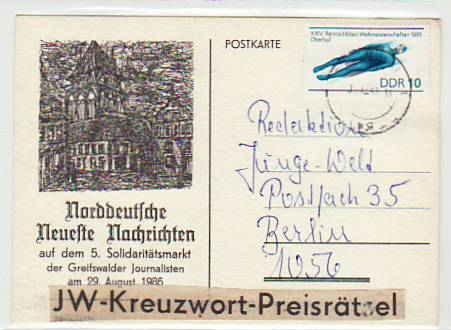 POSTKARTE
XXIV. Rennschlitten-Weltmeisterschaften 1985
Oberhof
DDR 10
Redaktion
Junge Welt
Postfach 35
Berlin
1056
Norddeutsche
Neueste Nachrichten
auf dem 5. Solidaritätsmarkt
der Greifswalder Journalisten
am 29. August 1986
JW-Kreuzwort-Preisrätsel